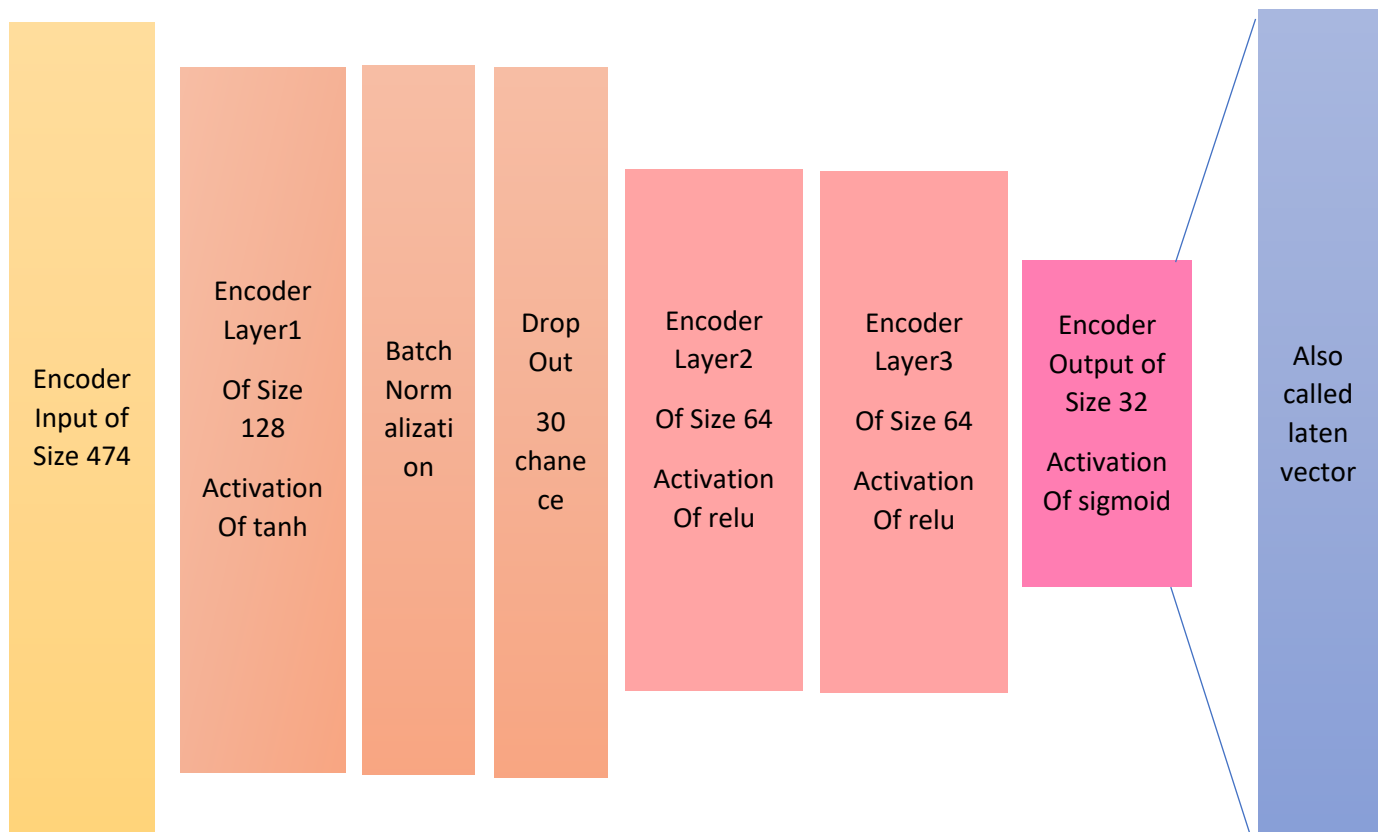 Encoder
Input of
Size 474
Encoder
Layer1
Of Size
128
Activation
Of tanh
Batch
Norm
alizati
on
Drop
Out
30
chane
ce
Encoder
Layer2
Of Size 64
Activation
Of relu
Encoder
Layer3
Of Size 64
Activation
Of relu
Encoder
Output of
Size 32
Activation
Of sigmoid
Also
called
laten
vector